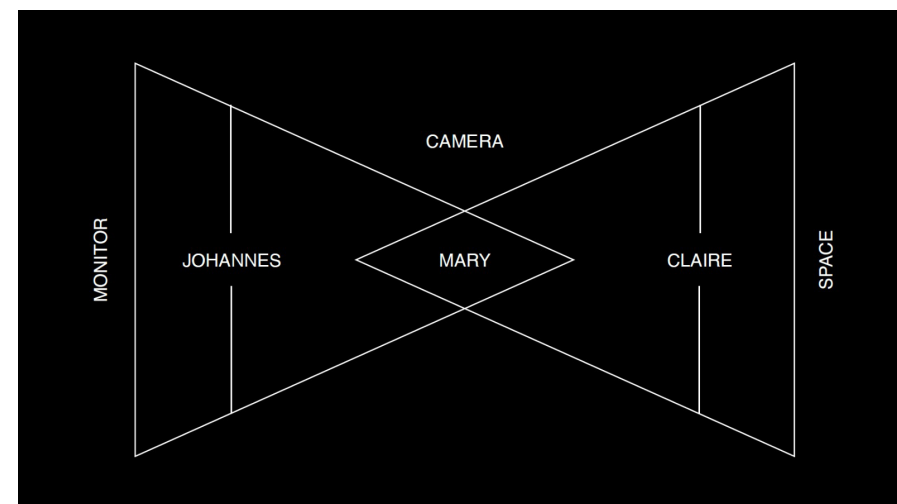 CAMERA
MONITOR
JOHANNES
MARY
CLAIRE
SPACE